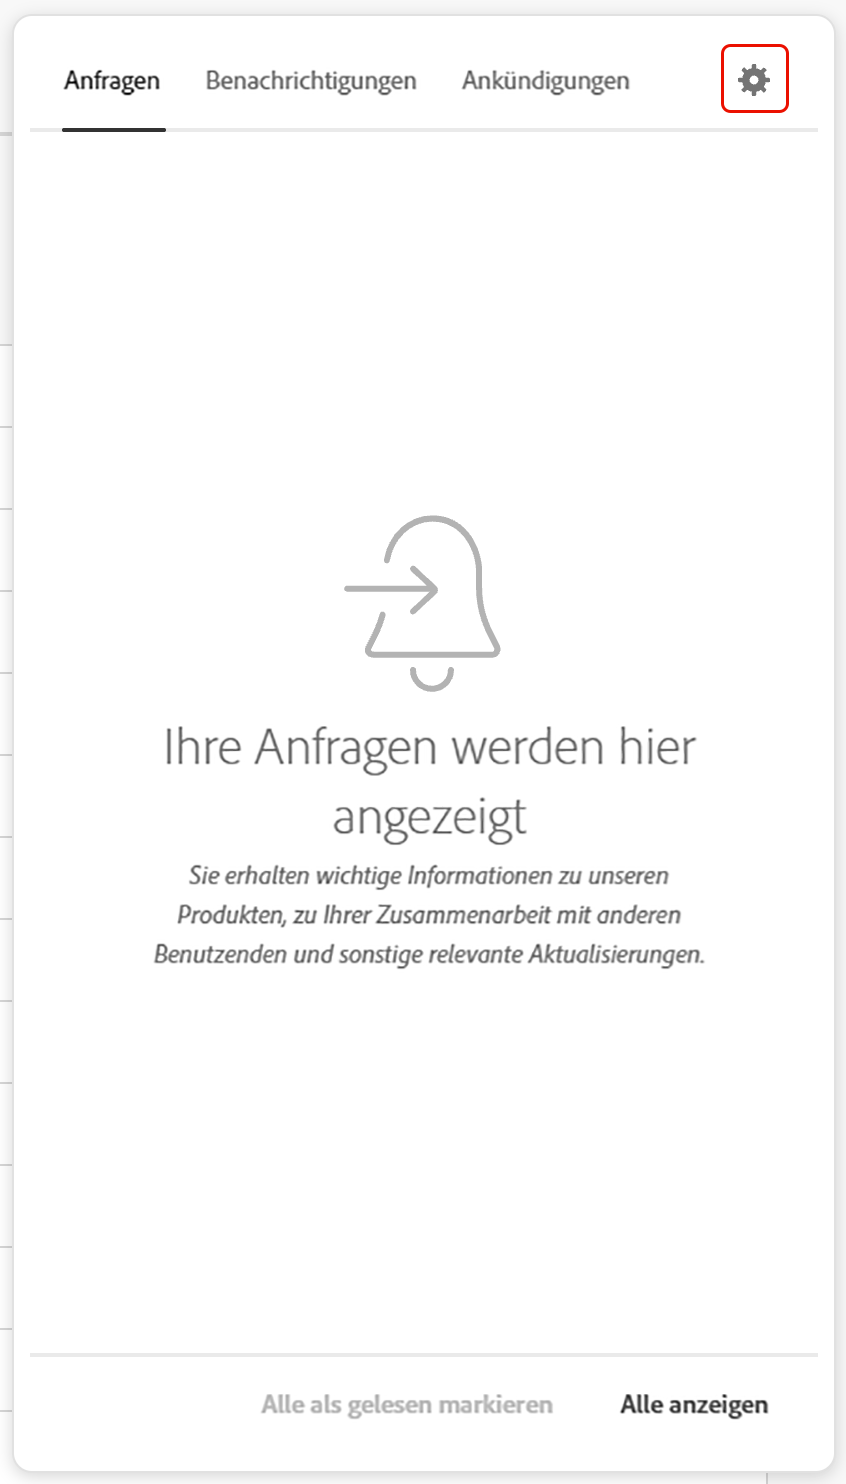 Anfragen Benachrichtigungen Ankündigungen
Ihre Anfragen werden hier
angezeigt
Sie erhalten wichtige Informationen zu unseren
Produkten, zu Ihrer Zusammenarbeit mit anderen
Benutzenden und sonstige relevante Aktualisierungen.
Alle als gelesen markieren Alle anzeigen